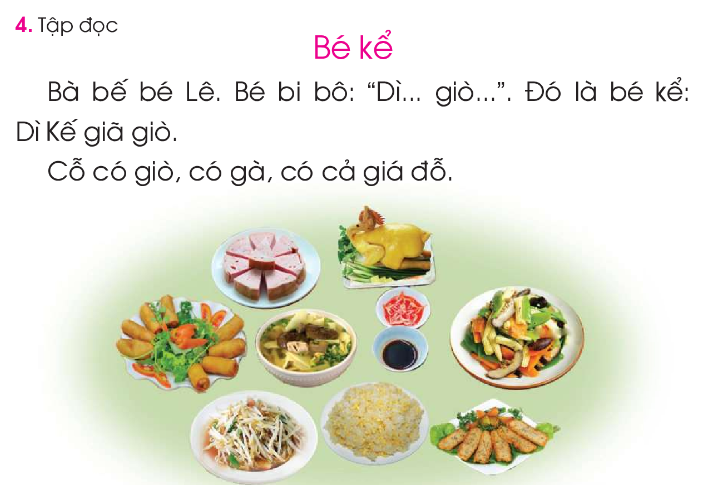 4. Tập đọc
Bé kể
Bà bế bé Lê. Bé bi bô: “Dì... giò...”. Đó là bé kể:
Dì Kế giã giò.
Cỗ có giò, có gà, có cả giá đỗ.